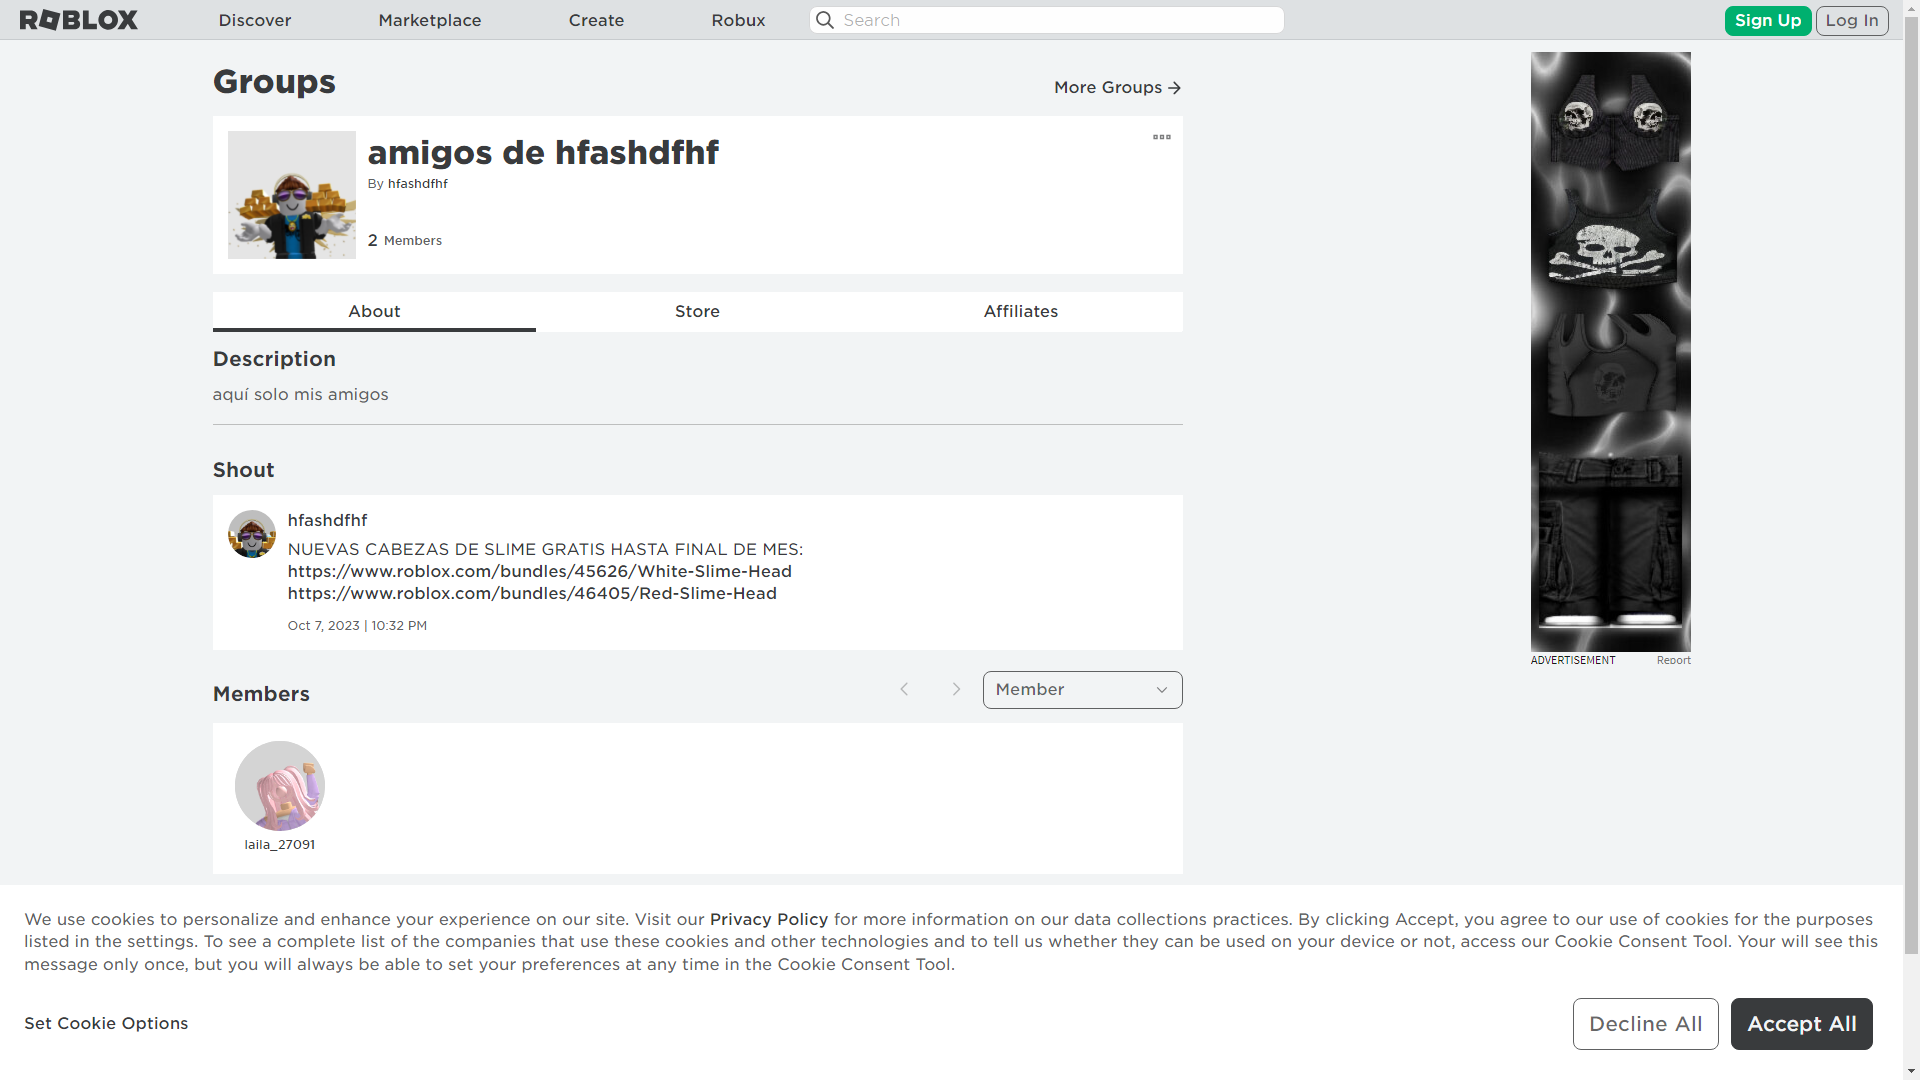 ROBLOX
Discover
Marketplace
Create
Robux
Search
Sign Up
Log In
Groups
More Groups
amigos de hfashdfhf
By hfashdfhf
2 Members
About
Store
Affiliates
Description
aquí solo mis amigos
Shout
hfashdfhf
NUEVAS CABEZAS DE SLIME GRATIS HASTA FINAL DE MES:
https://www.roblox.com/bundles/45626/White-Slime-Head
https://www.roblox.com/bundles/46405/Red-Slime-Head
Oct 7, 2023 | 10:32 PM
ADVERTISEMENT
Report
Members
Member
laila_27091
We use cookies to personalize and enhance your experience on our site. Visit our Privacy Policy for more information on our data collections practices. By clicking Accept, you agree to our use of cookies for the purposes
listed in the settings. To see a complete list of the companies that use these cookies and other technologies and to tell us whether they can be used on your device or not, access our Cookie Consent Tool. Your will see this
message only once, but you will always be able to set your preferences at any time in the Cookie Consent Tool.
Set Cookie Options
Decline All
Accept All